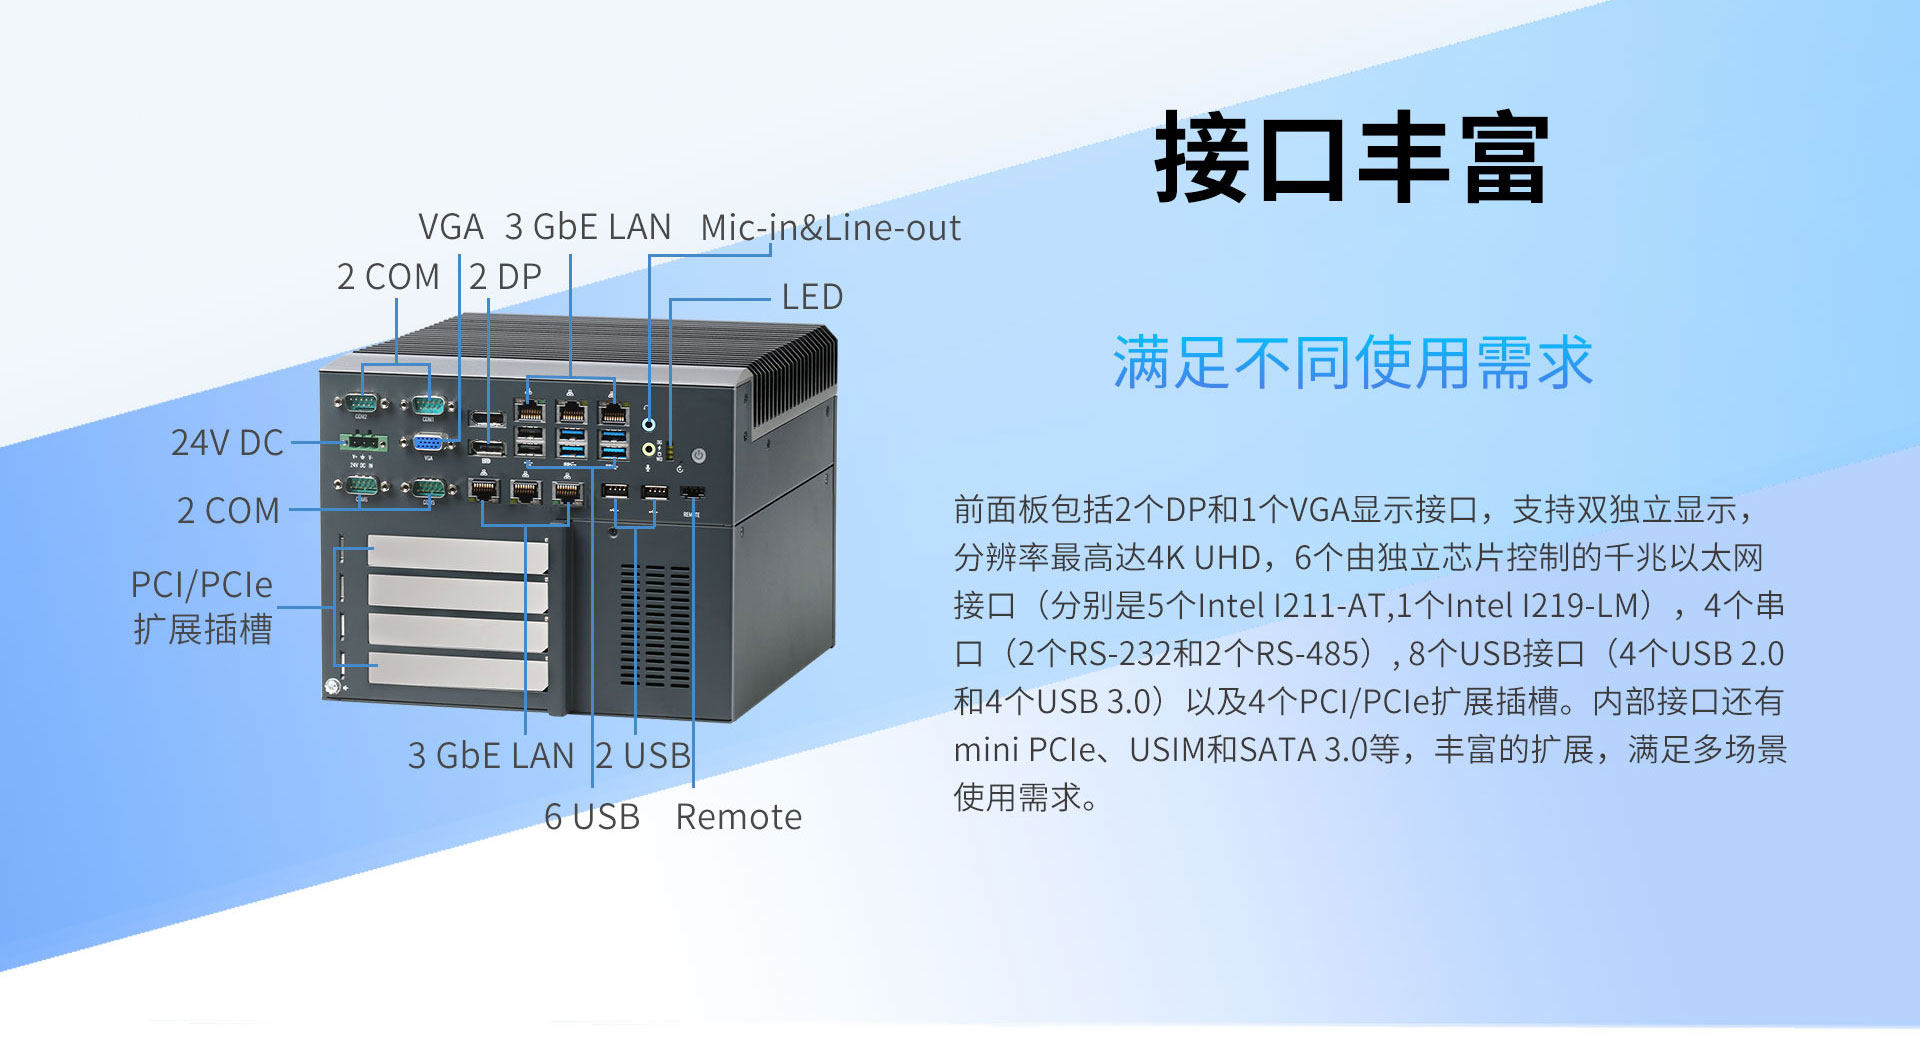 接口丰富
满足不同使用需求
VGA 3 GbE LAN Mic-in&Line-out
2 COM 2 DP
LED
24V DC
2 COM
PCI/PCIe
扩展插槽
3 GbE LAN 2 USB
6 USB Remote
COM2
COM1
VGA
V+ V-
24V DC IN
REMOTE
前面板包括2个DP和1个VGA显示接口，支持双独立显示，
分辨率最高达4K UHD，6个由独立芯片控制的千兆以太网
接口（分别是5个Intel I211-AT,1个Intel I219-LM），4个串
口（2个RS-232和2个RS-485）, 8个USB接口（4个USB 2.0
和4个USB 3.0）以及4个PCI/PCIe扩展插槽。内部接口还有
mini PCIe、USIM和SATA 3.0等，丰富的扩展，满足多场景
使用需求。